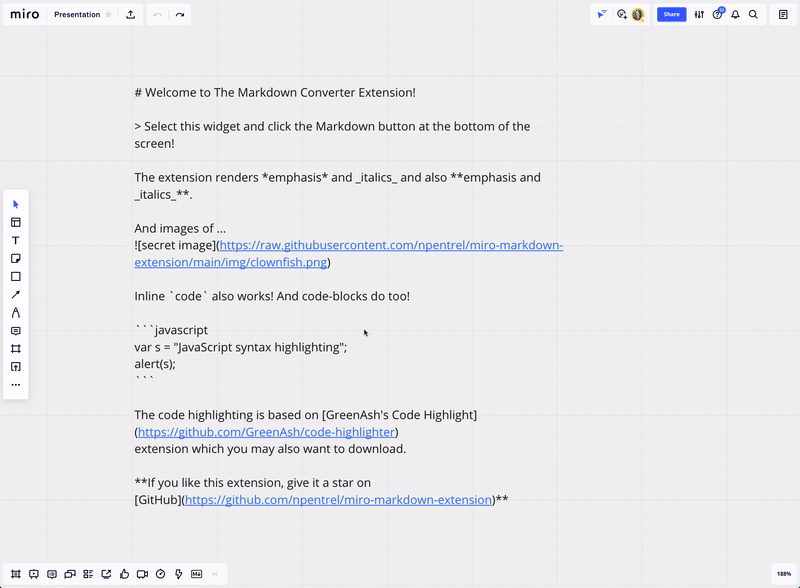 miro
Presentation
Share
# Welcome to The Markdown Converter Extension!
> Select this widget and click the Markdown button at the bottom of the
screen!
The extension renders *emphasis* and _italics_ and also **emphasis and
_italics_**.
And images of ...
![secret image](https://raw.githubusercontent.com/npentrel/miro-markdown-
extension/main/img/clownfish.png)
Inline `code` also works! And code-blocks do too!
```javascript
var s = "JavaScript syntax highlighting";
alert(s);
```
The code highlighting is based on [GreenAsh's Code Highlight]
(https://github.com/GreenAsh/code-highlighter)
extension which you may also want to download.
**If you like this extension, give it a star on
[GitHub](https://github.com/npentrel/miro-markdown-extension)**
188%